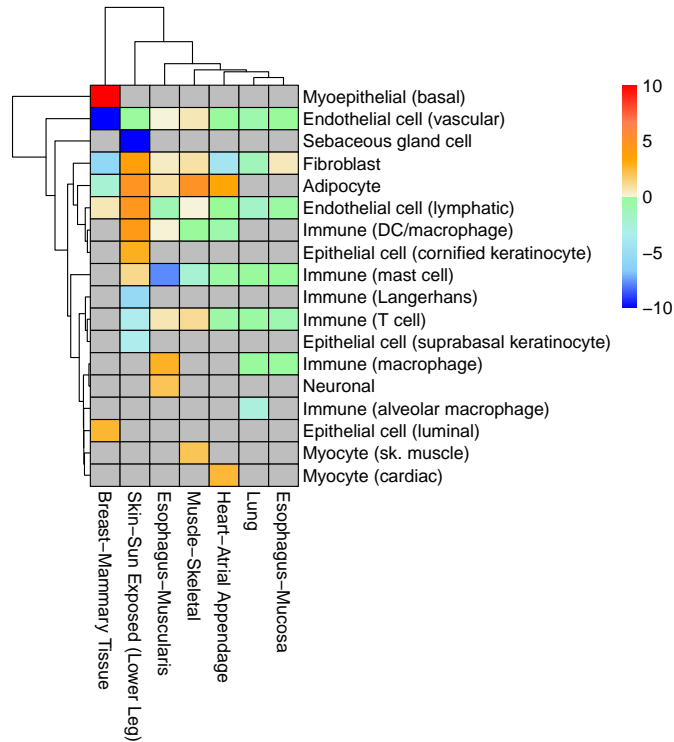 Myoepithelial (basal)
Endothelial cell (vascular)
Sebaceous gland cell
Fibroblast
Adipocyte
Endothelial cell (lymphatic)
Immune (DC/macrophage)
Epithelial cell (cornified keratinocyte)
Immune (mast cell)
Immune (Langerhans)
Immune (T cell)
Epithelial cell (suprabasal keratinocyte)
Immune (macrophage)
Neuronal
Immune (alveolar macrophage)
Epithelial cell (luminal)
Myocyte (sk. muscle)
Myocyte (cardiac)
Breast−Mammary Tissue
Skin−Sun Exposed (Lower Leg)
Esophagus−Muscularis
Muscle−Skeletal
Heart−Atrial Appendage
Lung
Esophagus−Mucosa
10
5
0
−5
−10